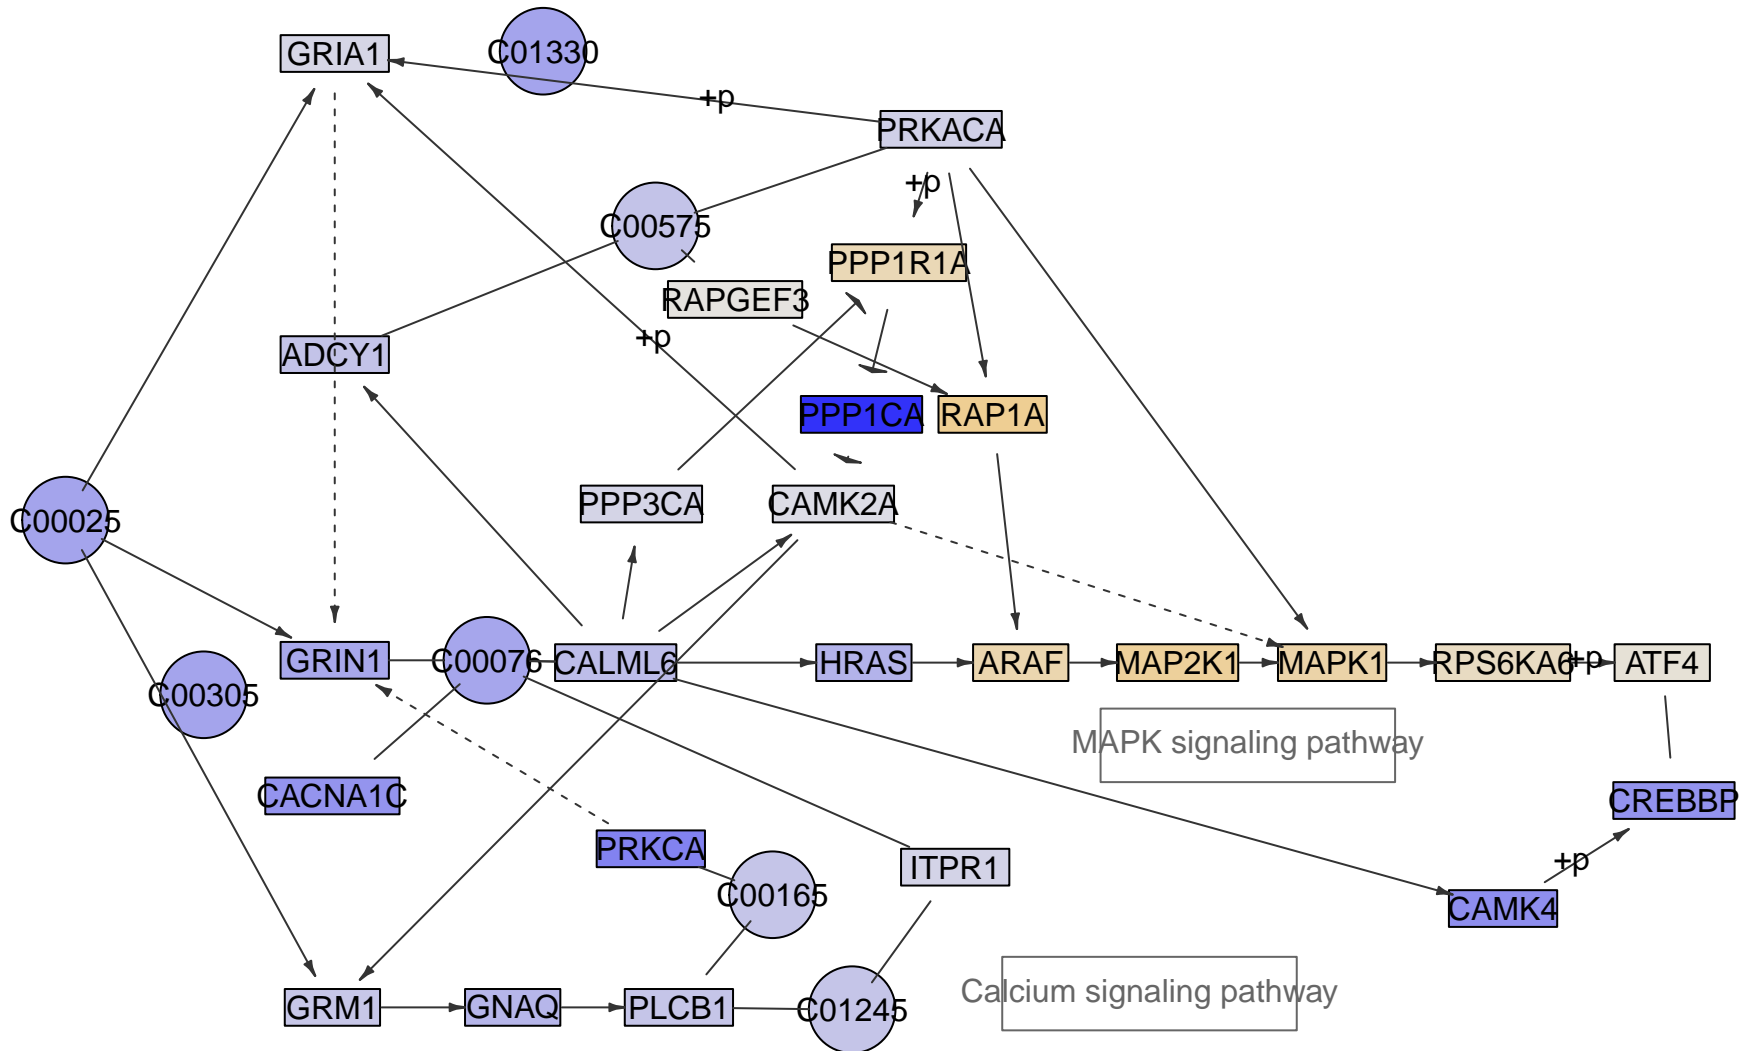 GRIA1
C01330
+p
PRKACA
+p
C00575
PPP1R1A
RAPGEF3
+p
ADCY1
PPP1CA
RAP1A
PPP3CA
CAMK2A
C00025
GRIN1
C00076
CALML6
HRAS
ARAF
MAP2K1
MAPK1
RPS6KA6
+p
ATF4
C00305
MAPK signaling pathway
CACNA1C
CREBBP
PRKCA
ITPR1
+p
C00165
CAMK4
Calcium signaling pathway
GRM1
GNAQ
PLCB1
C01245